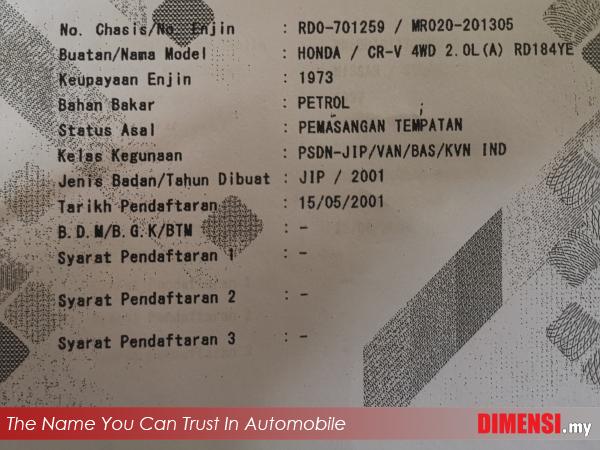 No. Chasis/No. Enjin : RD0-701259 / MR020-201305
Buatan/Nama Model : HONDA / CR-V 4WD 2.0L(A) RD184YE
Keupayaan Enjin : 1973
Bahan Bakar : PETROL
Status Asal : PEMASANGAN TEMPATAN
Kelas Kegunaan : PSDN-JIP/VAN/BAS/KVN IND
Jenis Badan/Tahun Dibuat : JIP / 2001
Tarikh Pendaftaran : 15/05/2001
B.D.M/B.G.K/BTM : -
Syarat Pendaftaran 1 : -
Syarat Pendaftaran 2 : -
Syarat Pendaftaran 3 : -
The Name You Can Trust In Automobile
DIMENSI.my